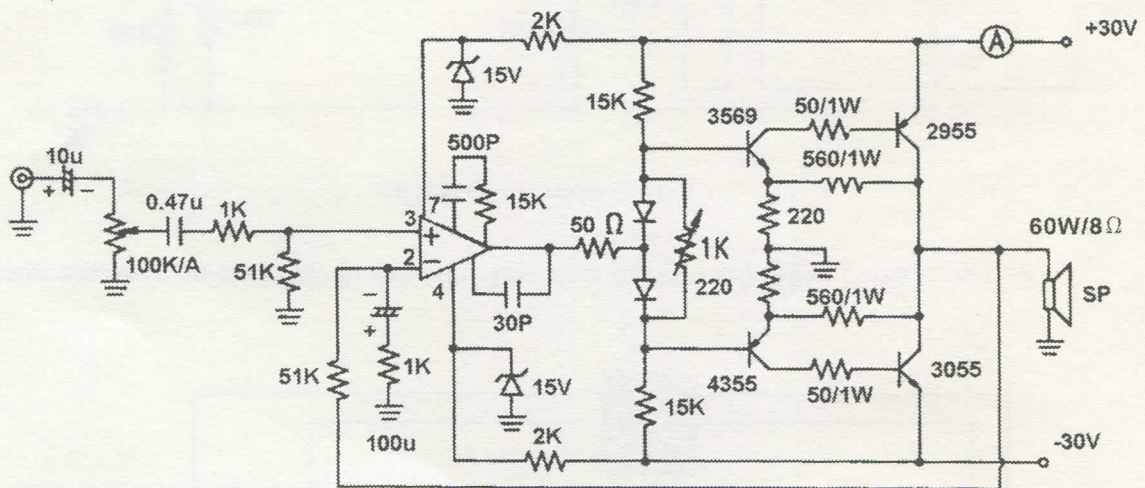 2K
+30V
A
15V
15K
3569
50/1W
2955
10u
500P
560/1W
0.47u
1K
3
7
15K
+
-
50 Ω
220
60W/8Ω
+
1K
100K/A
51K
2
-
4
220
SP
-
30P
560/1W
+
51K
1K
15V
4355
3055
50/1W
15K
100u
2K
-30V